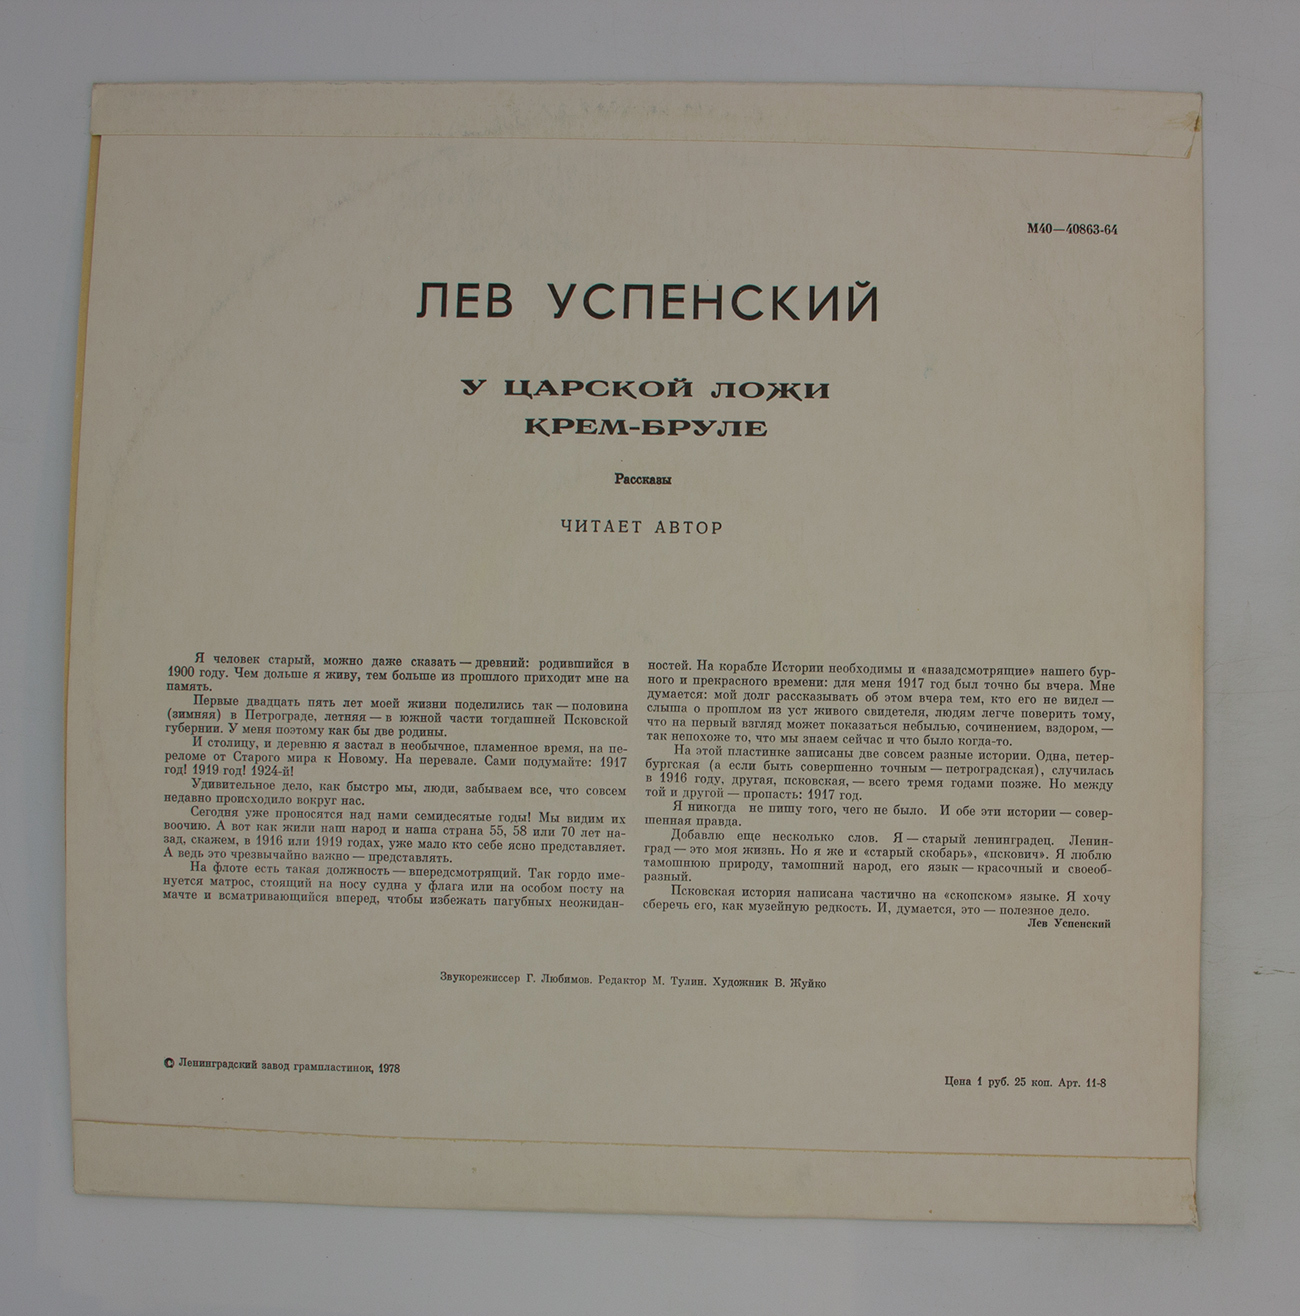 М40—40863-64
ЛЕВ УСПЕНСКИЙ
У ЦАРСКОЙ ЛОЖИ
КРЕМ-БРУЛЕ
Рассказы
ЧИТАЕТ АВТОР
Я человек старый, можно даже сказать — древний: родившийся в
1900 году. Чем дольше я живу, тем больше из прошлого приходит мне на
память.
Первые двадцать пять лет моей жизни поделились так — половина
(зимняя) в Петрограде, летняя — в южной части тогдашней Псковской
губернии. У меня поэтому как бы две родины.
И столицу, и деревню я застал в необычное, пламенное время, на пе-
реломе от Старого мира к Новому. На перевале. Сами подумайте: 1917
год! 1919 год! 1924-й!
Удивительное дело, как быстро мы, люди, забываем все, что совсем
недавно происходило вокруг нас.
Сегодня уже проносятся над нами семидесятые годы! Мы видим их
воочию. А вот как жили наш народ и наша страна 55, 58 или 70 лет на-
зад, скажем, в 1916 или 1919 годах, уже мало кто себе ясно представляет.
А ведь это чрезвычайно важно — представлять.
На флоте есть такая должность — впередсмотрящий. Так гордо име-
нуется матрос, стоящий на носу судна у флага или на особом посту на
мачте и всматривающийся вперед, чтобы избежать пагубных неожидан-
ностей. На корабле Истории необходимы и «назадсмотрящие» нашего бур-
ного и прекрасного времени: для меня 1917 год был точно бы вчера. Мне
думается: мой долг рассказывать об этом вчера тем, кто его не видел —
слыша о прошлом из уст живого свидетеля, людям легче поверить тому,
что на первый взгляд может показаться небылью, сочинением, вздором, —
так непохоже то, что мы знаем сейчас и что было когда-то.
На этой пластинке записаны две совсем разные истории. Одна, петер-
бургская (а если быть совершенно точным — петроградская), случилась
в 1916 году, другая, псковская, — всего тремя годами позже. Но между
той и другой — пропасть: 1917 год.
Я никогда не пишу того, чего не было. И обе эти истории — совер-
шенная правда.
Добавлю еще несколько слов. Я — старый ленинградец. Ленин-
град — это моя жизнь. Но я же и «старый скобарь», «пскович». Я люблю
тамошнюю природу, тамошний народ, его язык — красочный и своеоб-
разный.
Псковская история написана частично на «скопском» языке. Я хочу
сберечь его, как музейную редкость. И, думается, это — полезное дело.
Лев Успенский
Звукорежиссер Г. Любимов. Редактор М. Тулин. Художник В. Жуйко
© Ленинградский завод грампластинок, 1978
Цена 1 руб. 25 коп. Арт. 11-8